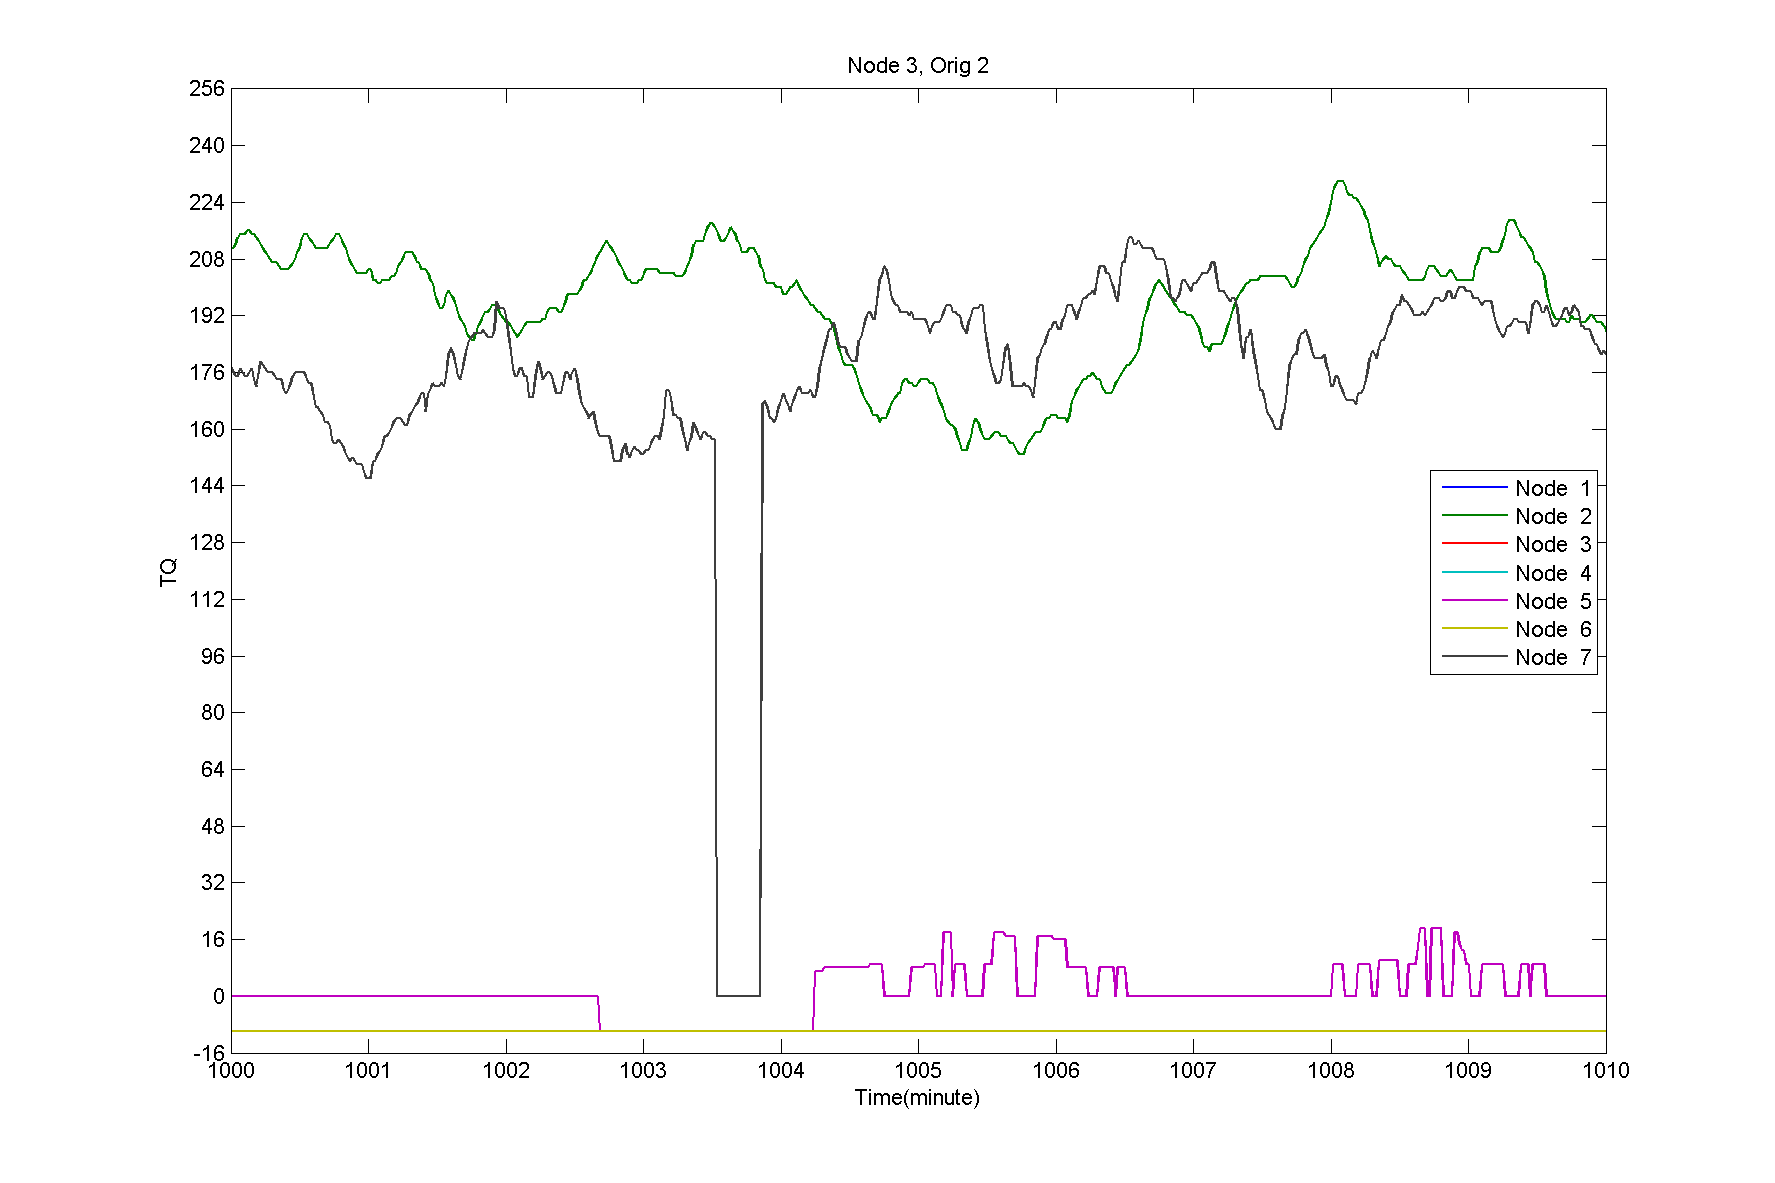 Node 3, Orig 2
256
240
224
208
192
176
160
144
128
112
96
80
64
48
32
16
0
-16
TQ
Node 1
Node 2
Node 3
Node 4
Node 5
Node 6
Node 7
1000 1001 1002 1003 1004 1005 1006 1007 1008 1009 1010
Time(minute)